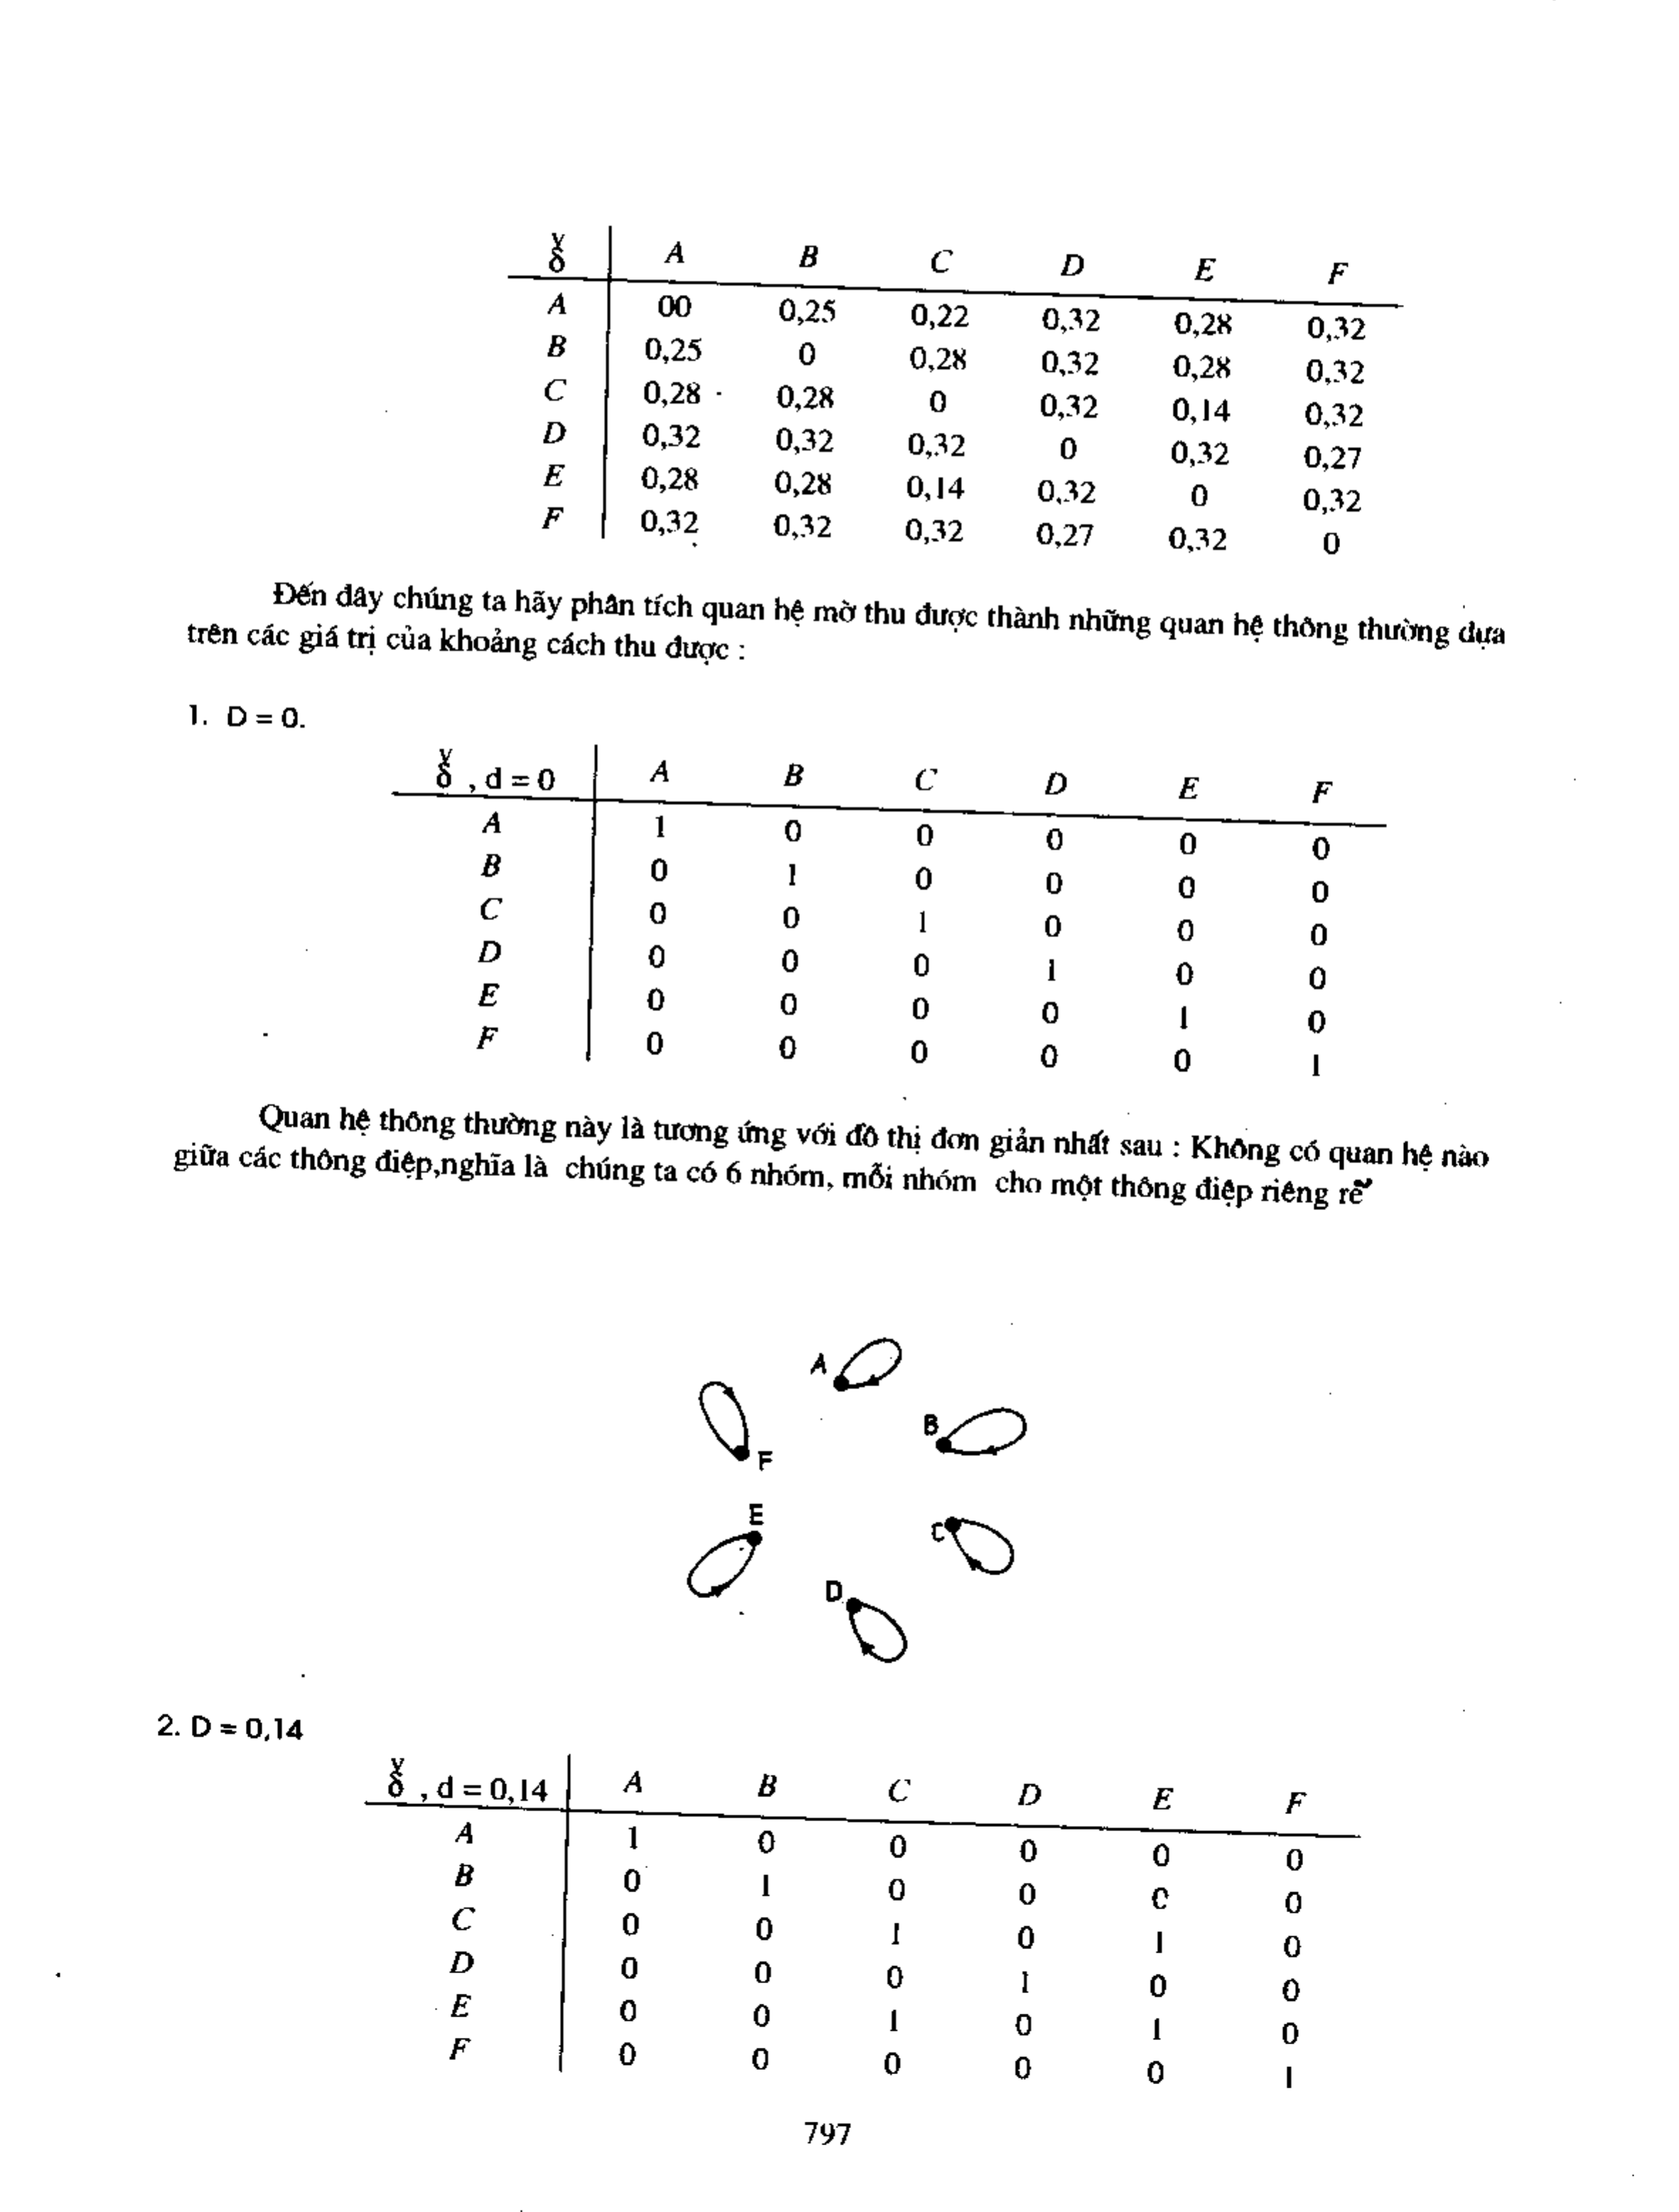 δ̌ A B C D E F
A 00 0,25 0,22 0,32 0,28 0,32
B 0,25 0 0,28 0,32 0,28 0,32
C 0,28 0,28 0 0,32 0,14 0,32
D 0,32 0,32 0,32 0 0,32 0,27
E 0,28 0,28 0,14 0,32 0 0,32
F 0,32 0,32 0,32 0,27 0,32 0
Đến đây chúng ta hãy phân tích quan hệ mờ thu được thành những quan hệ thông thường dựa
trên các giá trị của khoảng cách thu được :
1. D = 0.
δ̌ , d = 0 A B C D E F
A 1 0 0 0 0 0
B 0 1 0 0 0 0
C 0 0 1 0 0 0
D 0 0 0 1 0 0
E 0 0 0 0 1 0
F 0 0 0 0 0 1
Quan hệ thông thường này là tương ứng với đồ thị đơn giản nhất sau : Không có quan hệ nào
giữa các thông điệp,nghĩa là chúng ta có 6 nhóm, mỗi nhóm cho một thông điệp riêng rẽ
A
B
F
E
C
D
2. D = 0,14
δ̌ , d = 0,14 A B C D E F
A 1 0 0 0 0 0
B 0 1 0 0 0 0
C 0 0 1 0 1 0
D 0 0 0 1 0 0
E 0 0 1 0 1 0
F 0 0 0 0 0 1
797